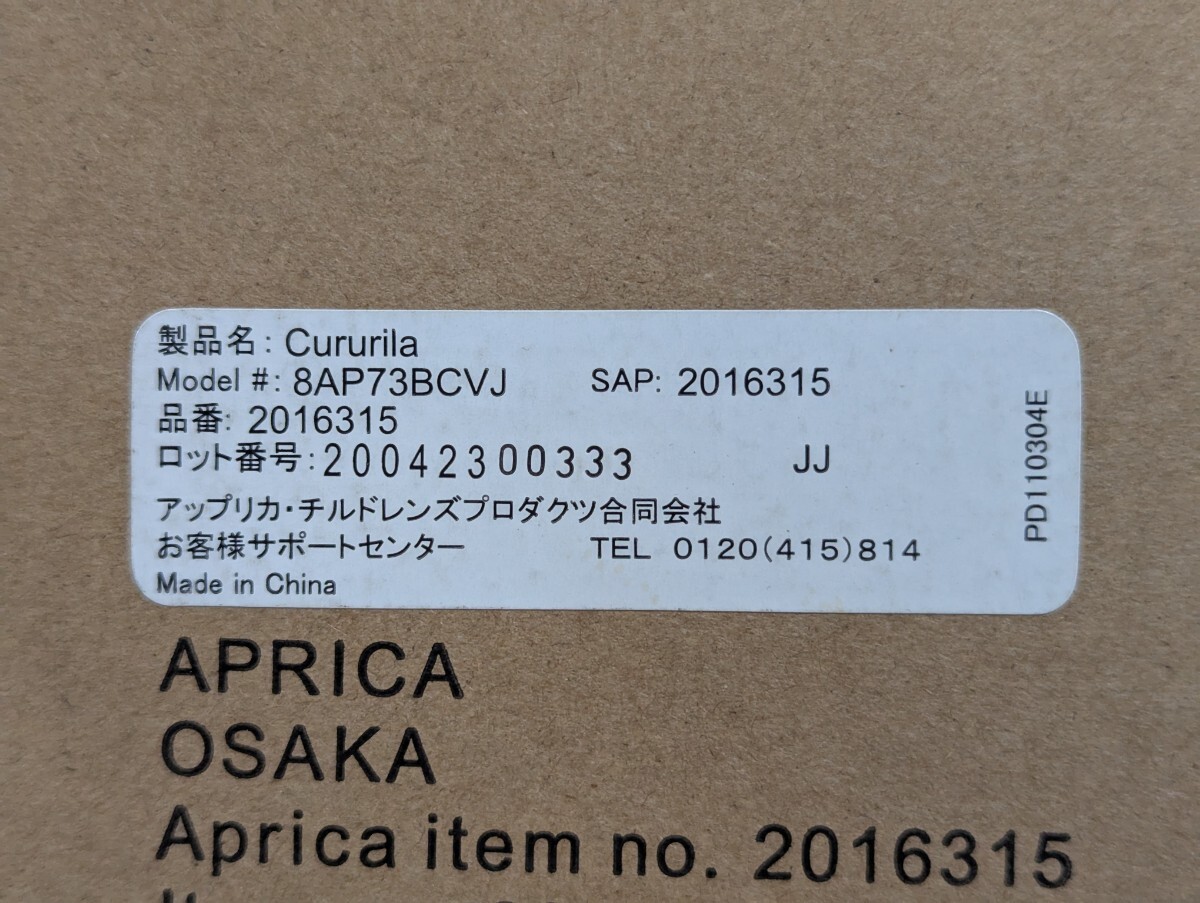 製品名: Cururila
Model #: 8AP73BCVJ SAP: 2016315
品番: 2016315
ロット番号: 20042300333 JJ
アップリカ・チルドレンズプロダクツ合同会社
お客様サポートセンター TEL 0120(415)814
Made in China
PD110304E
APRICA
OSAKA
Aprica item no. 2016315